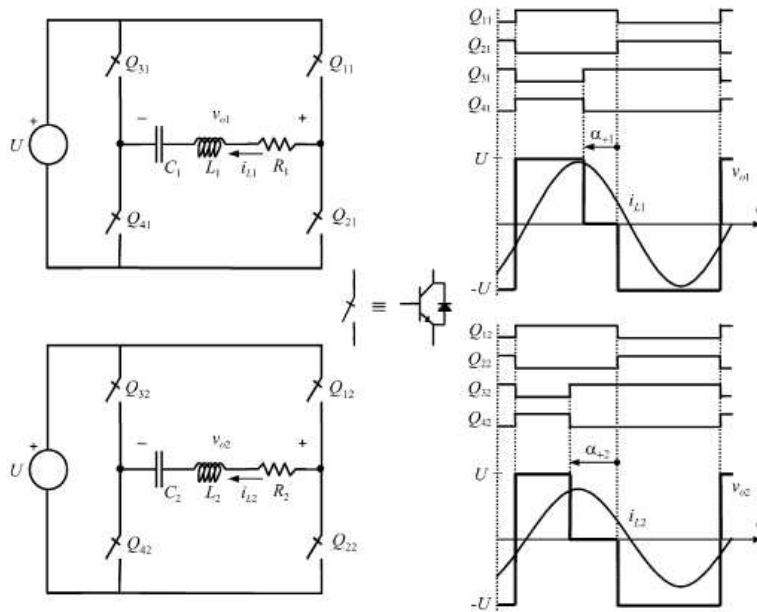 Q31
Q11
+
−
vo1
+
U
C1
L1
iL1
R1
Q41
Q21
≡
Q32
Q12
+
−
vo2
+
U
C2
L2
iL2
R2
Q42
Q22
Q11
Q21
Q31
Q41
α+1
U
vo1
iL1
-U
Q12
Q22
Q32
Q42
α+2
U
vo2
iL2
-U